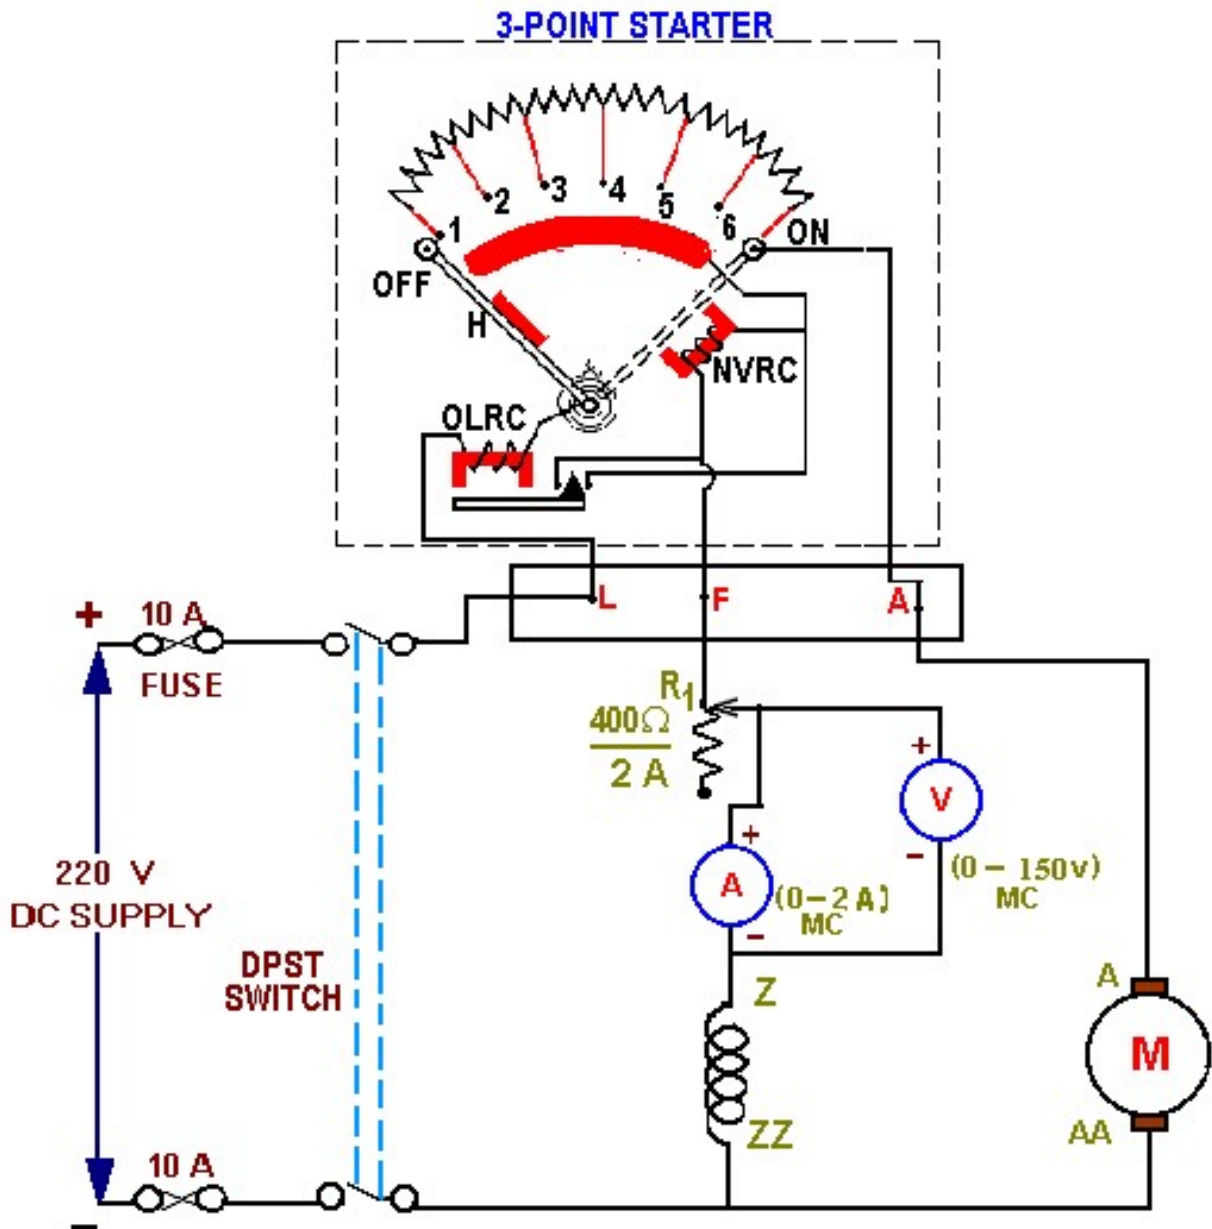 3-POINT STARTER
1
2
3
4
5
6
ON
OFF
H
NVRC
OLRC
+
10 A
FUSE
L
F
A
R1
400Ω
2 A
+
V
-
(0-150v)
MC
+
A
(0-2A)
MC
-
220 V
DC SUPPLY
DPST
SWITCH
Z
A
M
ZZ
AA
10 A
-